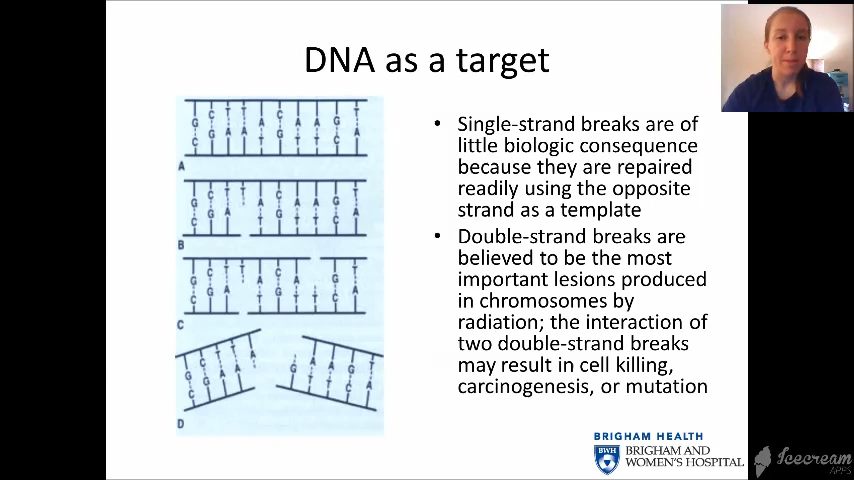 DNA as a target
G C T T C A A G T
C G A A A G T T C A
A
G C T T A C A A G T
C G A T G T T C A
B
G C T T A C A G T
C G A T G T C A
C
G C T T A A A G T
C G A A G T T C A
D
• Single-strand breaks are of
little biologic consequence
because they are repaired
readily using the opposite
strand as a template
• Double-strand breaks are
believed to be the most
important lesions produced
in chromosomes by
radiation; the interaction of
two double-strand breaks
may result in cell killing,
carcinogenesis, or mutation
BRIGHAM HEALTH
BWH
BRIGHAM AND
WOMEN'S HOSPITAL
Icecream
APPS